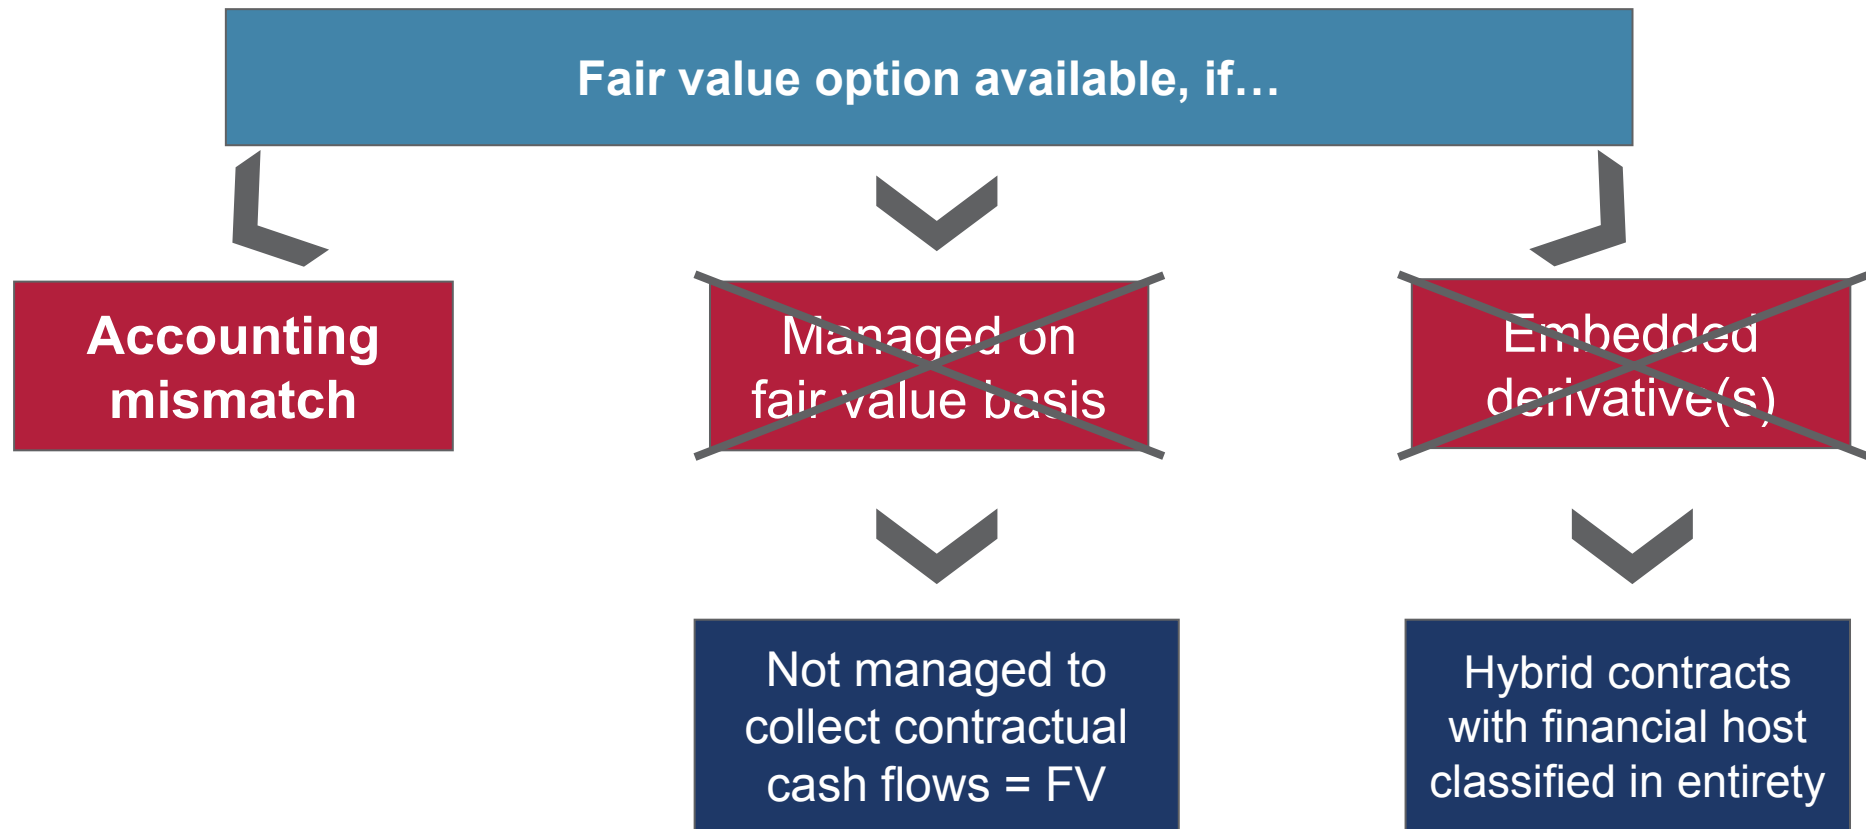 Fair value option available, if…
Accounting
mismatch
Managed on
fair value basis
Embedded
derivative(s)
Not managed to
collect contractual
cash flows = FV
Hybrid contracts
with financial host
classified in entirety